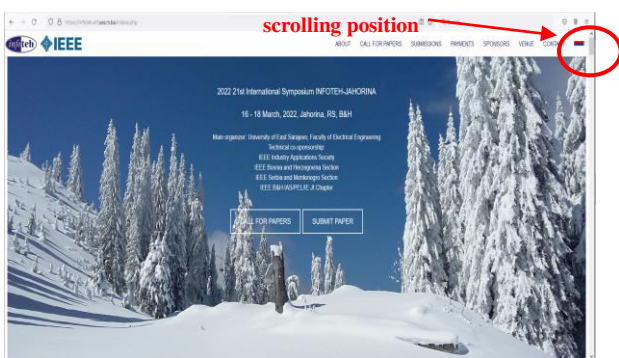 scrolling position
infoteh IEEE
ABOUT CALL FOR PAPERS SUBMISSIONS PAYMENTS SPONSORS VENUE
2022 21st International Symposium INFOTEH-JAHORINA
16 - 18 March, 2022, Jahorina, RS, B&H
Main organizer: University of East Sarajevo, Faculty of Electrical Engineering
Technical co-sponsorship:
IEEE Industry Applications Society
IEEE Bosnia and Herzegovina Section
IEEE Serbia and Montenegro Section
IEEE B&H IAS/PEL/IE Jt Chapter
CALL FOR PAPERS SUBMIT PAPER